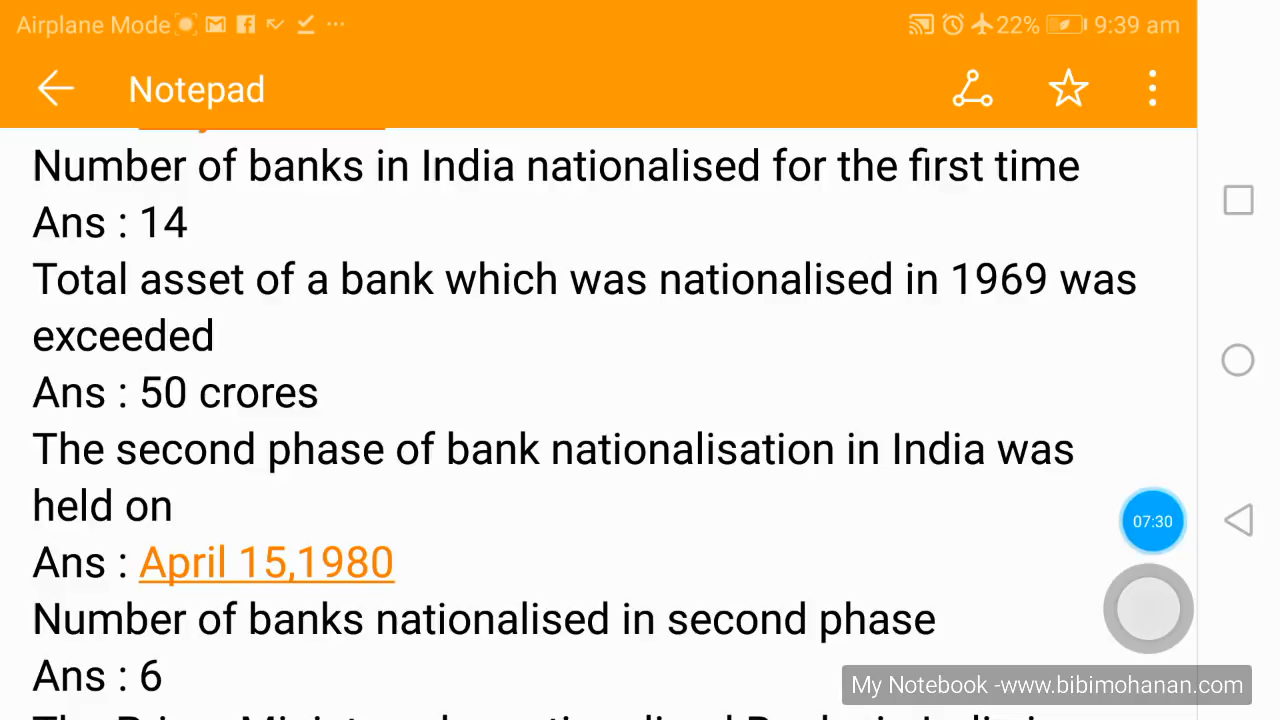 Airplane Mode ... 22% 9:39 am
Notepad
Number of banks in India nationalised for the first time
Ans : 14
Total asset of a bank which was nationalised in 1969 was
exceeded
Ans : 50 crores
The second phase of bank nationalisation in India was
held on
Ans : April 15,1980
Number of banks nationalised in second phase
Ans : 6
07:30
My Notebook -www.bibimohanan.com